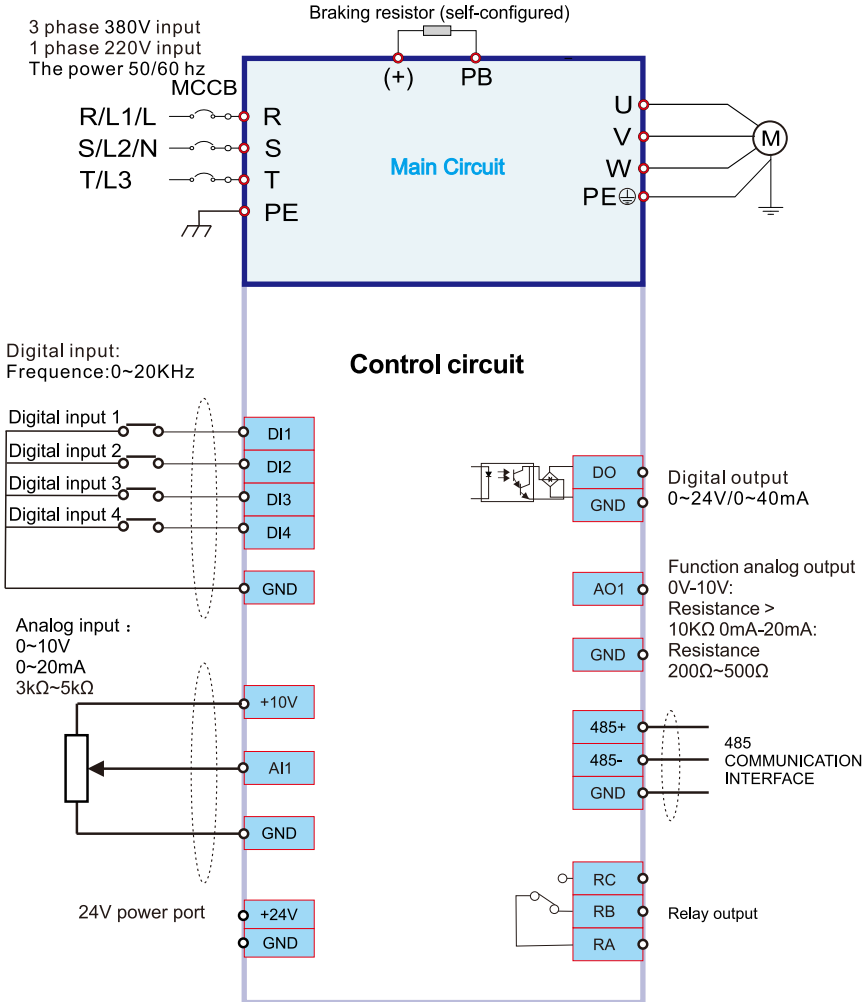 Braking resistor (self-configured)
3 phase 380V input
1 phase 220V input
The power 50/60 hz
MCCB
(+)
PB
R/L1/L
R
S/L2/N
S
T/L3
T
PE
Main Circuit
U
V
W
PE
M
Control circuit
Digital input:
Frequence:0~20KHz
Digital input 1
DI1
Digital input 2
DI2
Digital input 3
DI3
Digital input 4
DI4
GND
DO
GND
Digital output
0~24V/0~40mA
AO1
GND
Function analog output
0V-10V:
Resistance >
10KΩ 0mA-20mA:
Resistance
200Ω~500Ω
Analog input :
0~10V
0~20mA
3kΩ~5kΩ
+10V
AI1
GND
485+
485-
GND
485
COMMUNICATION
INTERFACE
24V power port
+24V
GND
RC
RB
RA
Relay output